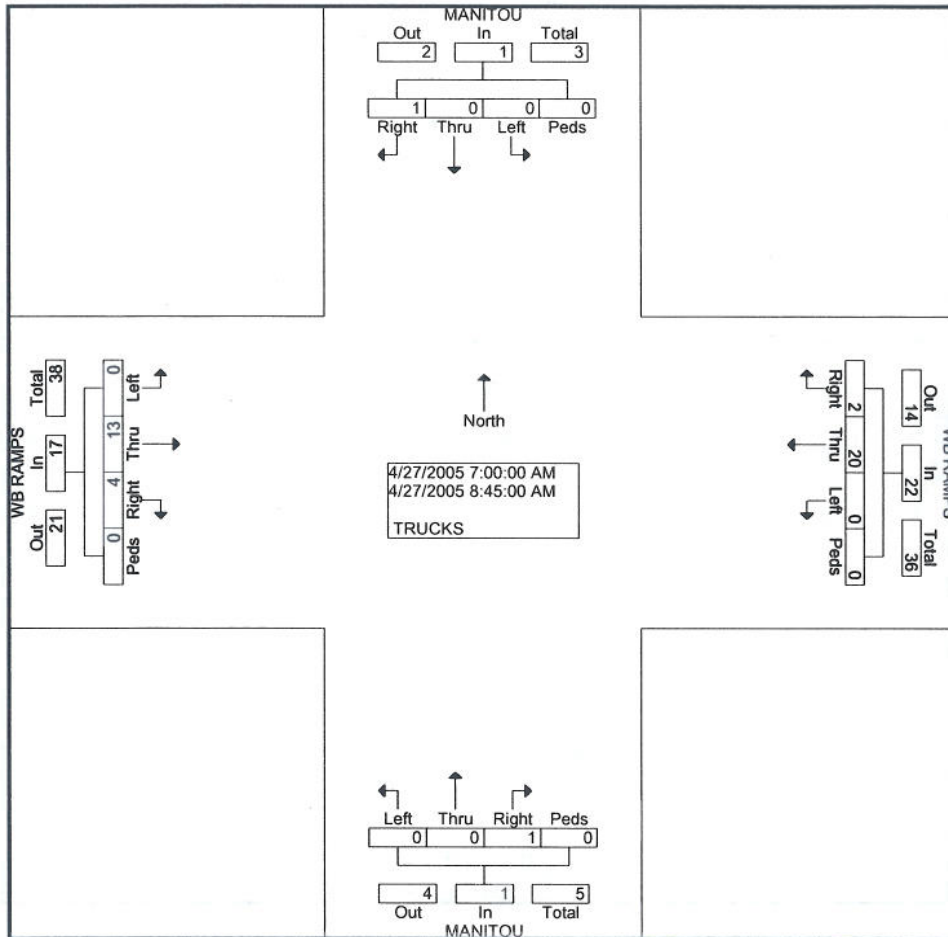 MANITOU
Out In Total
2 1 3
1 0 0 0
Right Thru Left Peds
WB RAMPS
Total In Out
38 17 21
0 13 4 0
Left Thru Right Peds
North
4/27/2005 7:00:00 AM
4/27/2005 8:45:00 AM
TRUCKS
Right Thru Left Peds
2 20 0 0
Out In Total
14 22 36
WB RAMPS
Left Thru Right Peds
0 0 1 0
4 1 5
Out In Total
MANITOU